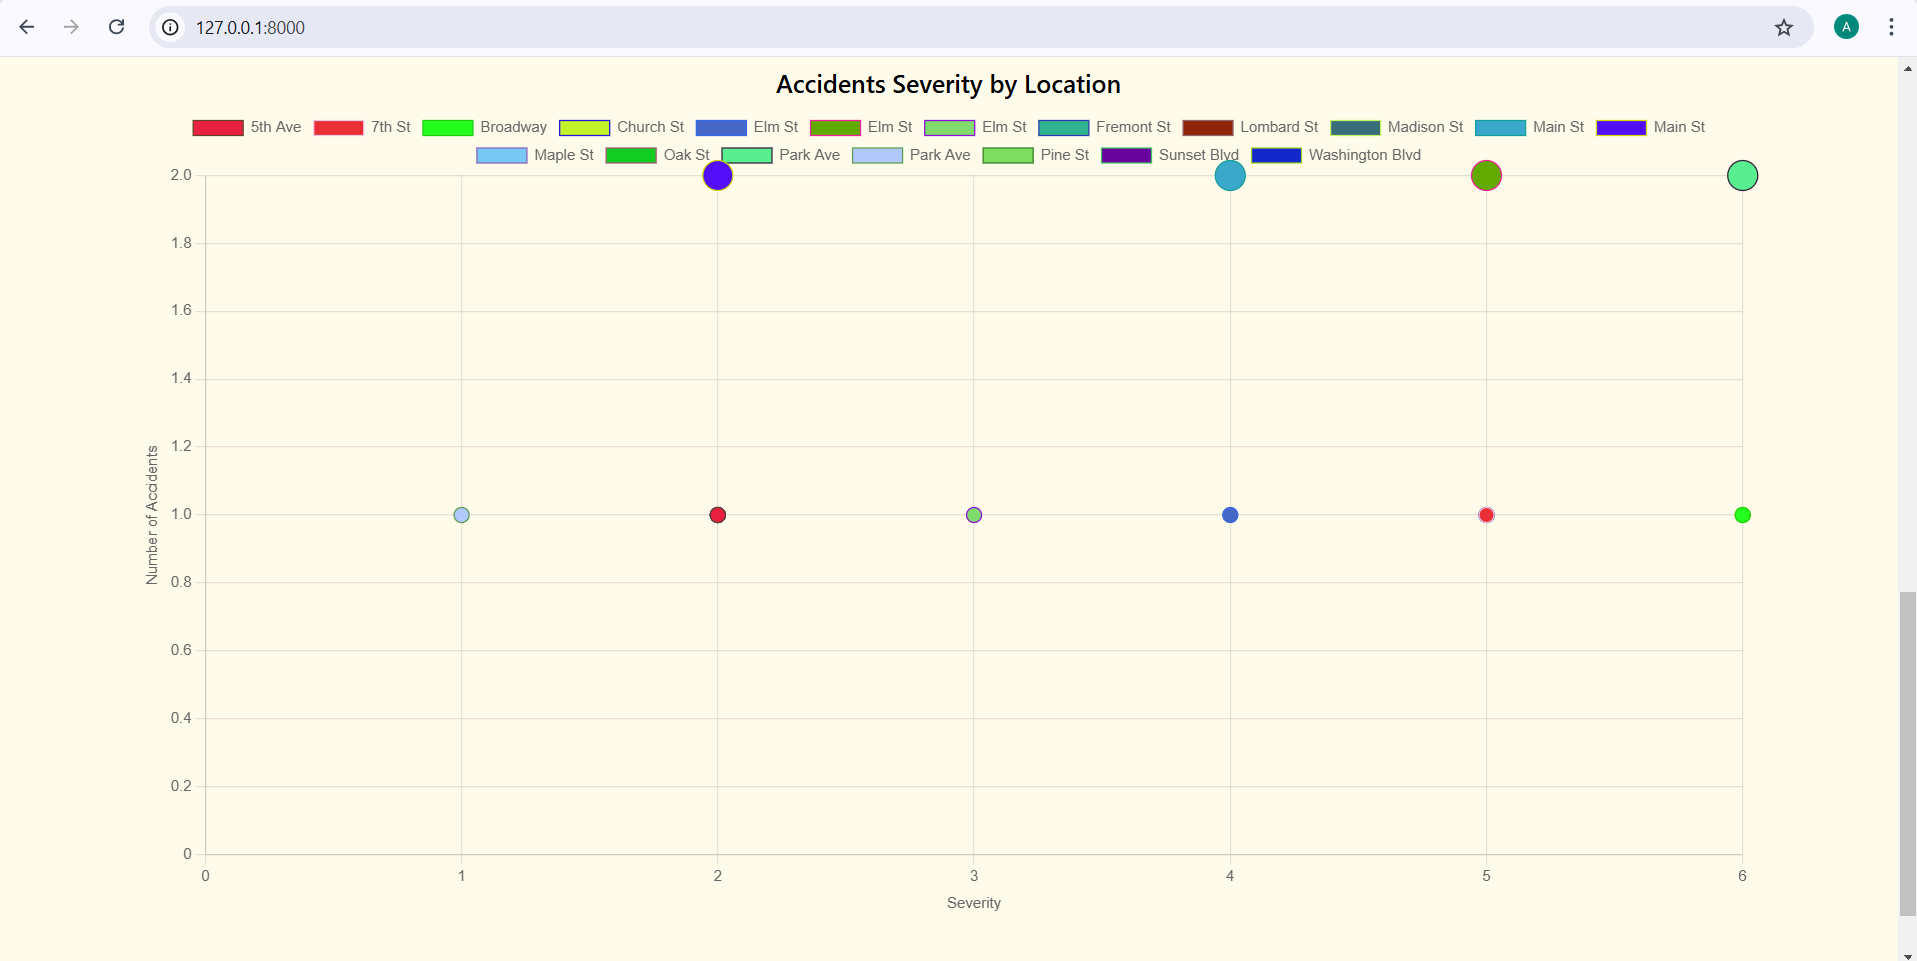 127.0.0.1:8000
A
Accidents Severity by Location
5th Ave 7th St Broadway Church St Elm St Elm St Elm St Fremont St Lombard St Madison St Main St Main St
Maple St Oak St Park Ave Park Ave Pine St Sunset Blvd Washington Blvd
2.0
1.8
1.6
1.4
1.2
1.0
0.8
0.6
0.4
0.2
0
Number of Accidents
0 1 2 3 4 5 6
Severity